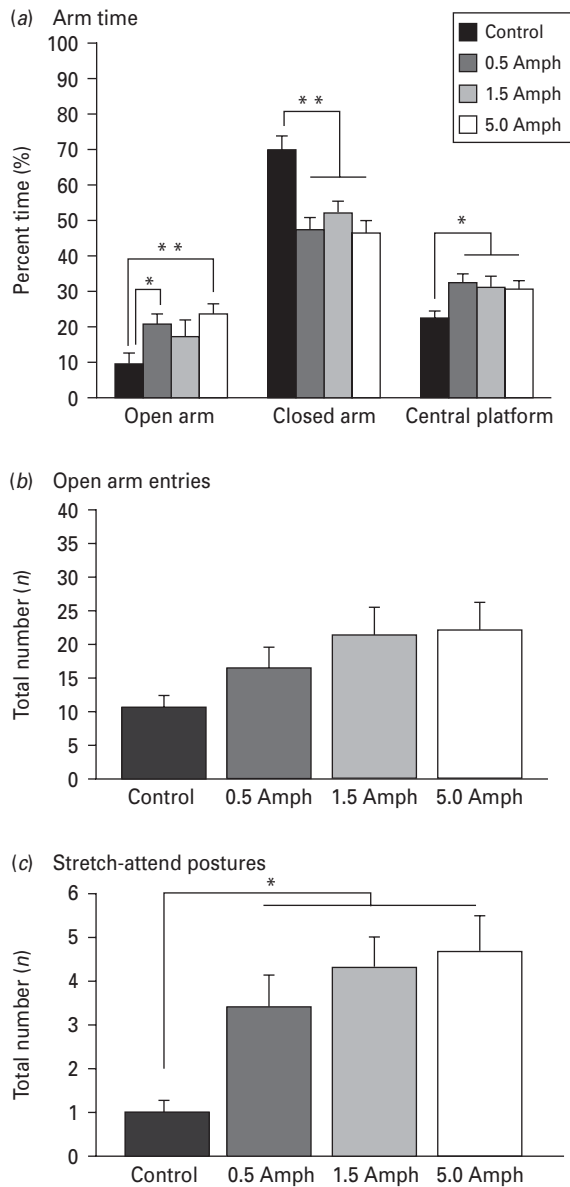 (a) Arm time
Control
0.5 Amph
1.5 Amph
5.0 Amph
Percent time (%)
100
90
80
70
60
50
40
30
20
10
0
* *
*
* *
*
Open arm
Closed arm
Central platform
(b) Open arm entries
Total number (n)
40
35
30
25
20
15
10
5
0
Control
0.5 Amph
1.5 Amph
5.0 Amph
(c) Stretch-attend postures
Total number (n)
6
5
4
3
2
1
0
*
Control
0.5 Amph
1.5 Amph
5.0 Amph